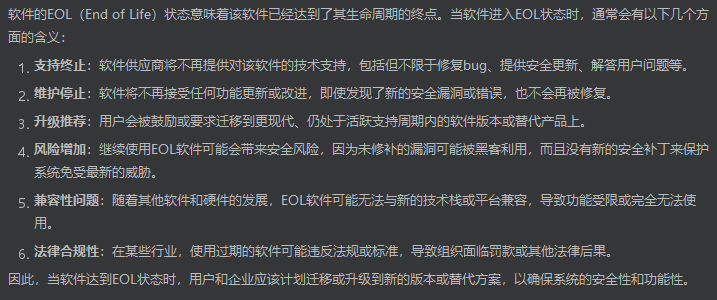 软件的EOL（End of Life）状态意味着该软件已经达到了其生命周期的终点。当软件进入EOL状态时，通常会有以下几个方
面的含义：
1. 支持终止：软件供应商将不再提供对该软件的技术支持，包括但不限于修复bug、提供安全更新、解答用户问题等。
2. 维护停止：软件将不再接受任何功能更新或改进，即使发现了新的安全漏洞或错误，也不会再被修复。
3. 升级推荐：用户会被鼓励或要求迁移到更现代、仍处于活跃支持周期内的软件版本或替代产品上。
4. 风险增加：继续使用EOL软件可能会带来安全风险，因为未修补的漏洞可能被黑客利用，而且没有新的安全补丁来保护
系统免受最新的威胁。
5. 兼容性问题：随着其他软件和硬件的发展，EOL软件可能无法与新的技术栈或平台兼容，导致功能受限或完全无法使
用。
6. 法律合规性：在某些行业，使用过期的软件可能违反法规或标准，导致组织面临罚款或其他法律后果。
因此，当软件达到EOL状态时，用户和企业应该计划迁移或升级到新的版本或替代方案，以确保系统的安全性和功能性。